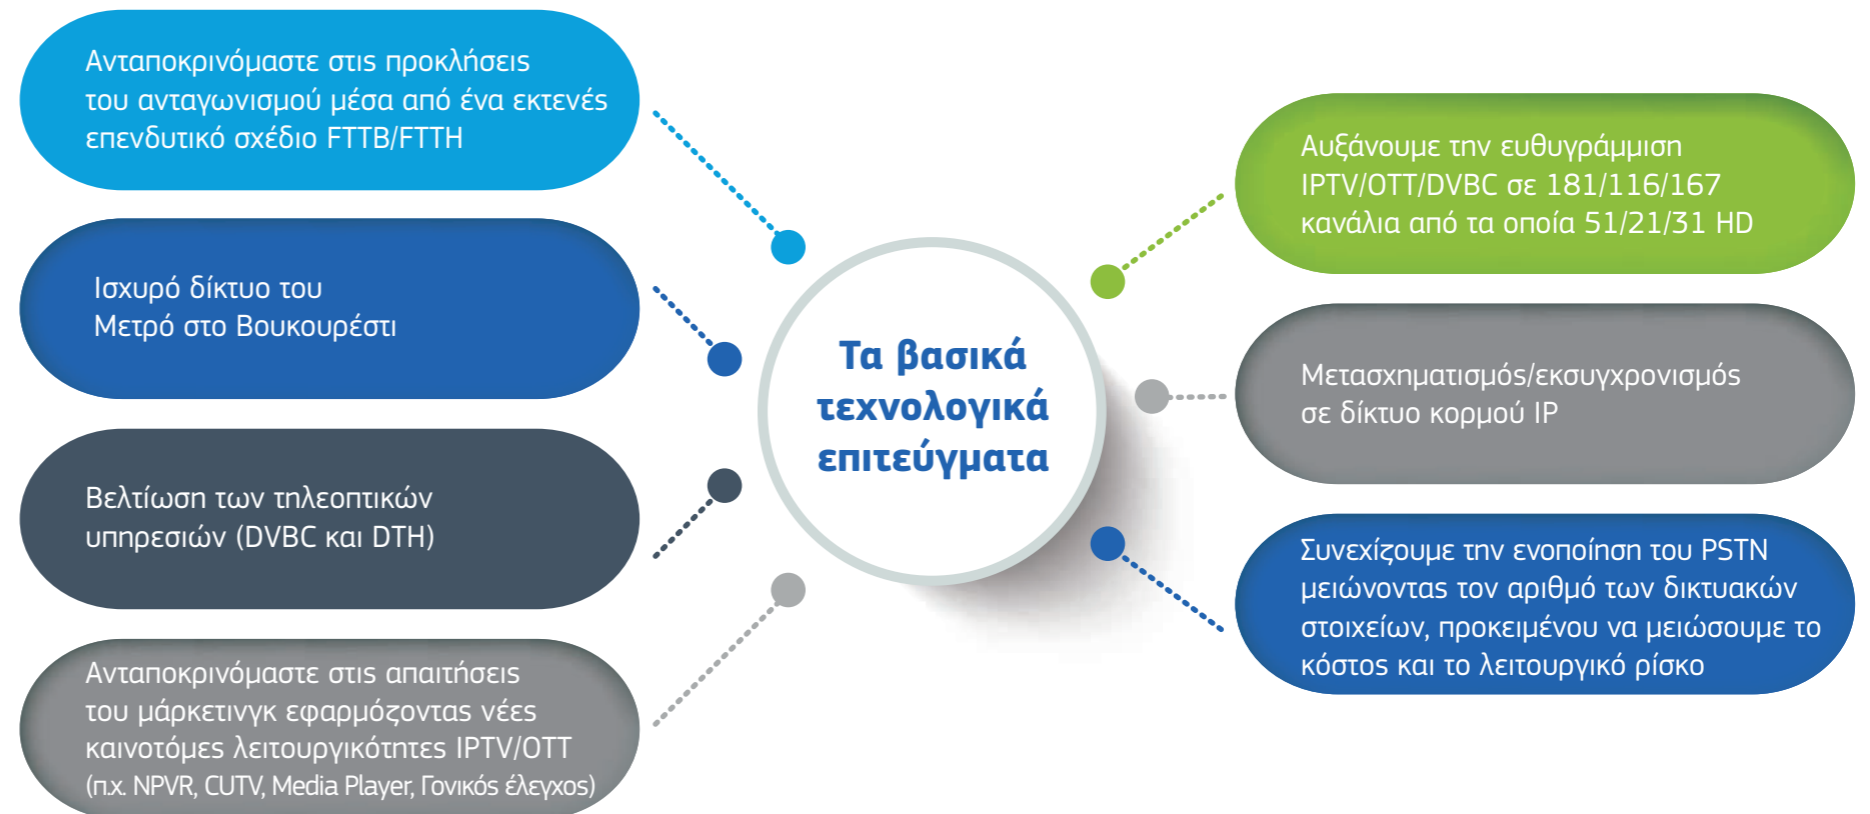 Ανταποκρινόμαστε στις προκλήσεις
του ανταγωνισμού μέσα από ένα εκτενές
επενδυτικό σχέδιο FTTB/FTTH
Ισχυρό δίκτυο του
Μετρό στο Βουκουρέστι
Βελτίωση των τηλεοπτικών
υπηρεσιών (DVBC και DTH)
Ανταποκρινόμαστε στις απαιτήσεις
του μάρκετινγκ εφαρμόζοντας νέές
καινοτόμες λειτουργικότητες IPTV/OTT
(π.χ. NPVR, CUTV, Media Player, Γονικός έλεγχος)
Τα βασικά
τεχνολογικά
επιτεύγματα
Αυξάνουμε την ευθυγράμμιση
IPTV/OTT/DVBC σε 181/116/167
κανάλια από τα οποία 51/21/31 HD
Μετασχηματισμός/εκσυγχρονισμός
σε δίκτυο κορμού IP
Συνεχίζουμε την ενοποίηση του PSTN
μειώνοντας τον αριθμό των δικτυακών
στοιχείων, προκειμένου να μειώσουμε το
κόστος και το λειτουργικό ρίσκο